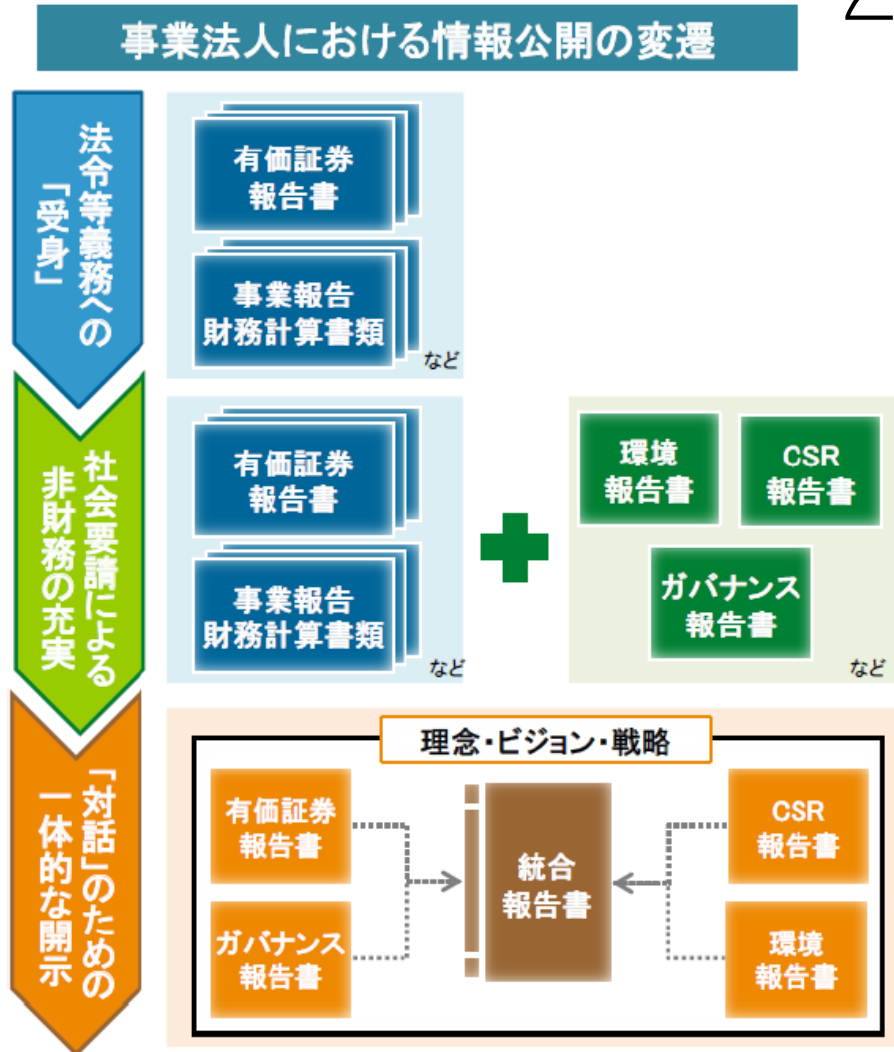 事業法人における情報公開の変遷
法令等義務への
「受身」
有価証券
報告書
事業報告
財務計算書類
など
社会要請による
非財務の充実
有価証券
報告書
事業報告
財務計算書類
など
環境
報告書
CSR
報告書
ガバナンス
報告書
など
「対話」のための
一体的な開示
理念・ビジョン・戦略
有価証券
報告書
ガバナンス
報告書
統合
報告書
CSR
報告書
環境
報告書